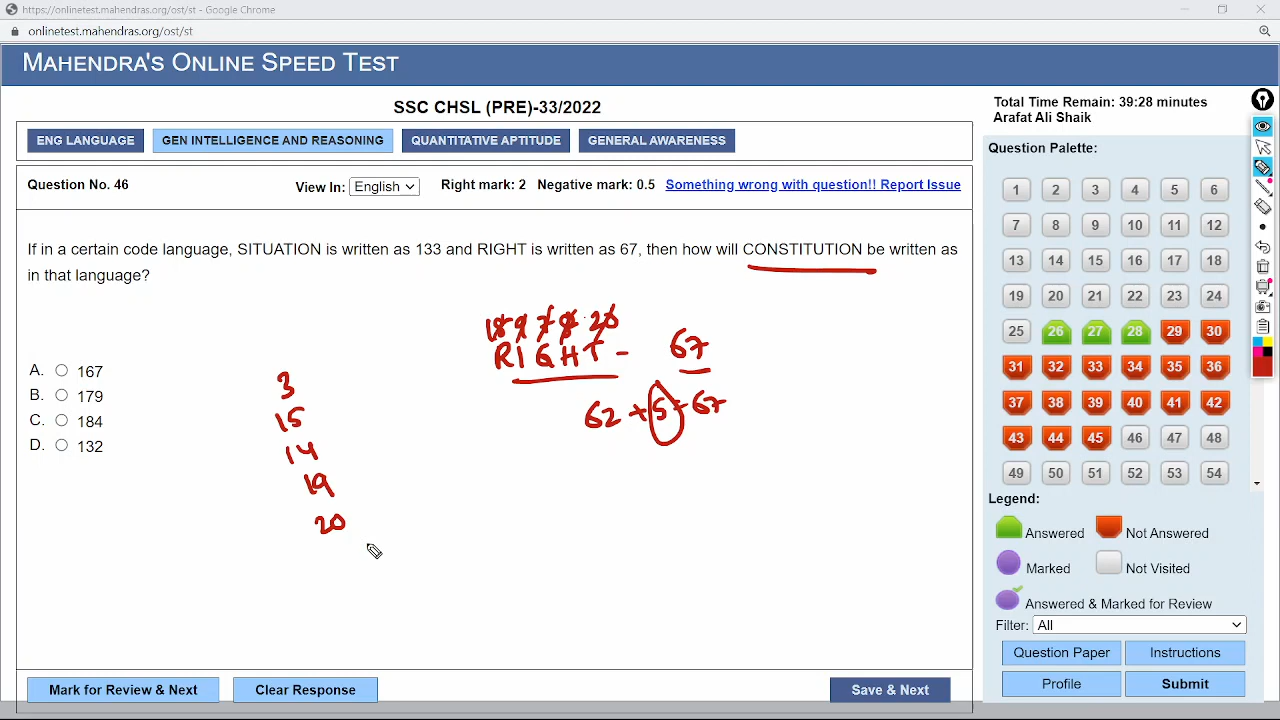 https://onlinetest.mahendras.org/ost/st - Google Chrome
onlinetest.mahendras.org/ost/st
MAHENDRA'S ONLINE SPEED TEST
SSC CHSL (PRE)-33/2022
Total Time Remain: 39:28 minutes
Arafat Ali Shaik
ENG LANGUAGE GEN INTELLIGENCE AND REASONING QUANTITATIVE APTITUDE GENERAL AWARENESS
Question Palette:
Question No. 46 View In: English Right mark: 2 Negative mark: 0.5 Something wrong with question!! Report Issue
If in a certain code language, SITUATION is written as 133 and RIGHT is written as 67, then how will CONSTITUTION be written as
in that language?
18 9 7 8 20
RIGHT - 67
62 + 5 = 67
A. 167
B. 179
C. 184
D. 132
3
15
14
19
20
1 2 3 4 5 6
7 8 9 10 11 12
13 14 15 16 17 18
19 20 21 22 23 24
25 26 27 28 29 30
31 32 33 34 35 36
37 38 39 40 41 42
43 44 45 46 47 48
49 50 51 52 53 54
Legend:
Answered Not Answered
Marked Not Visited
Answered & Marked for Review
Filter: All
Question Paper Instructions
Profile Submit
Mark for Review & Next Clear Response Save & Next